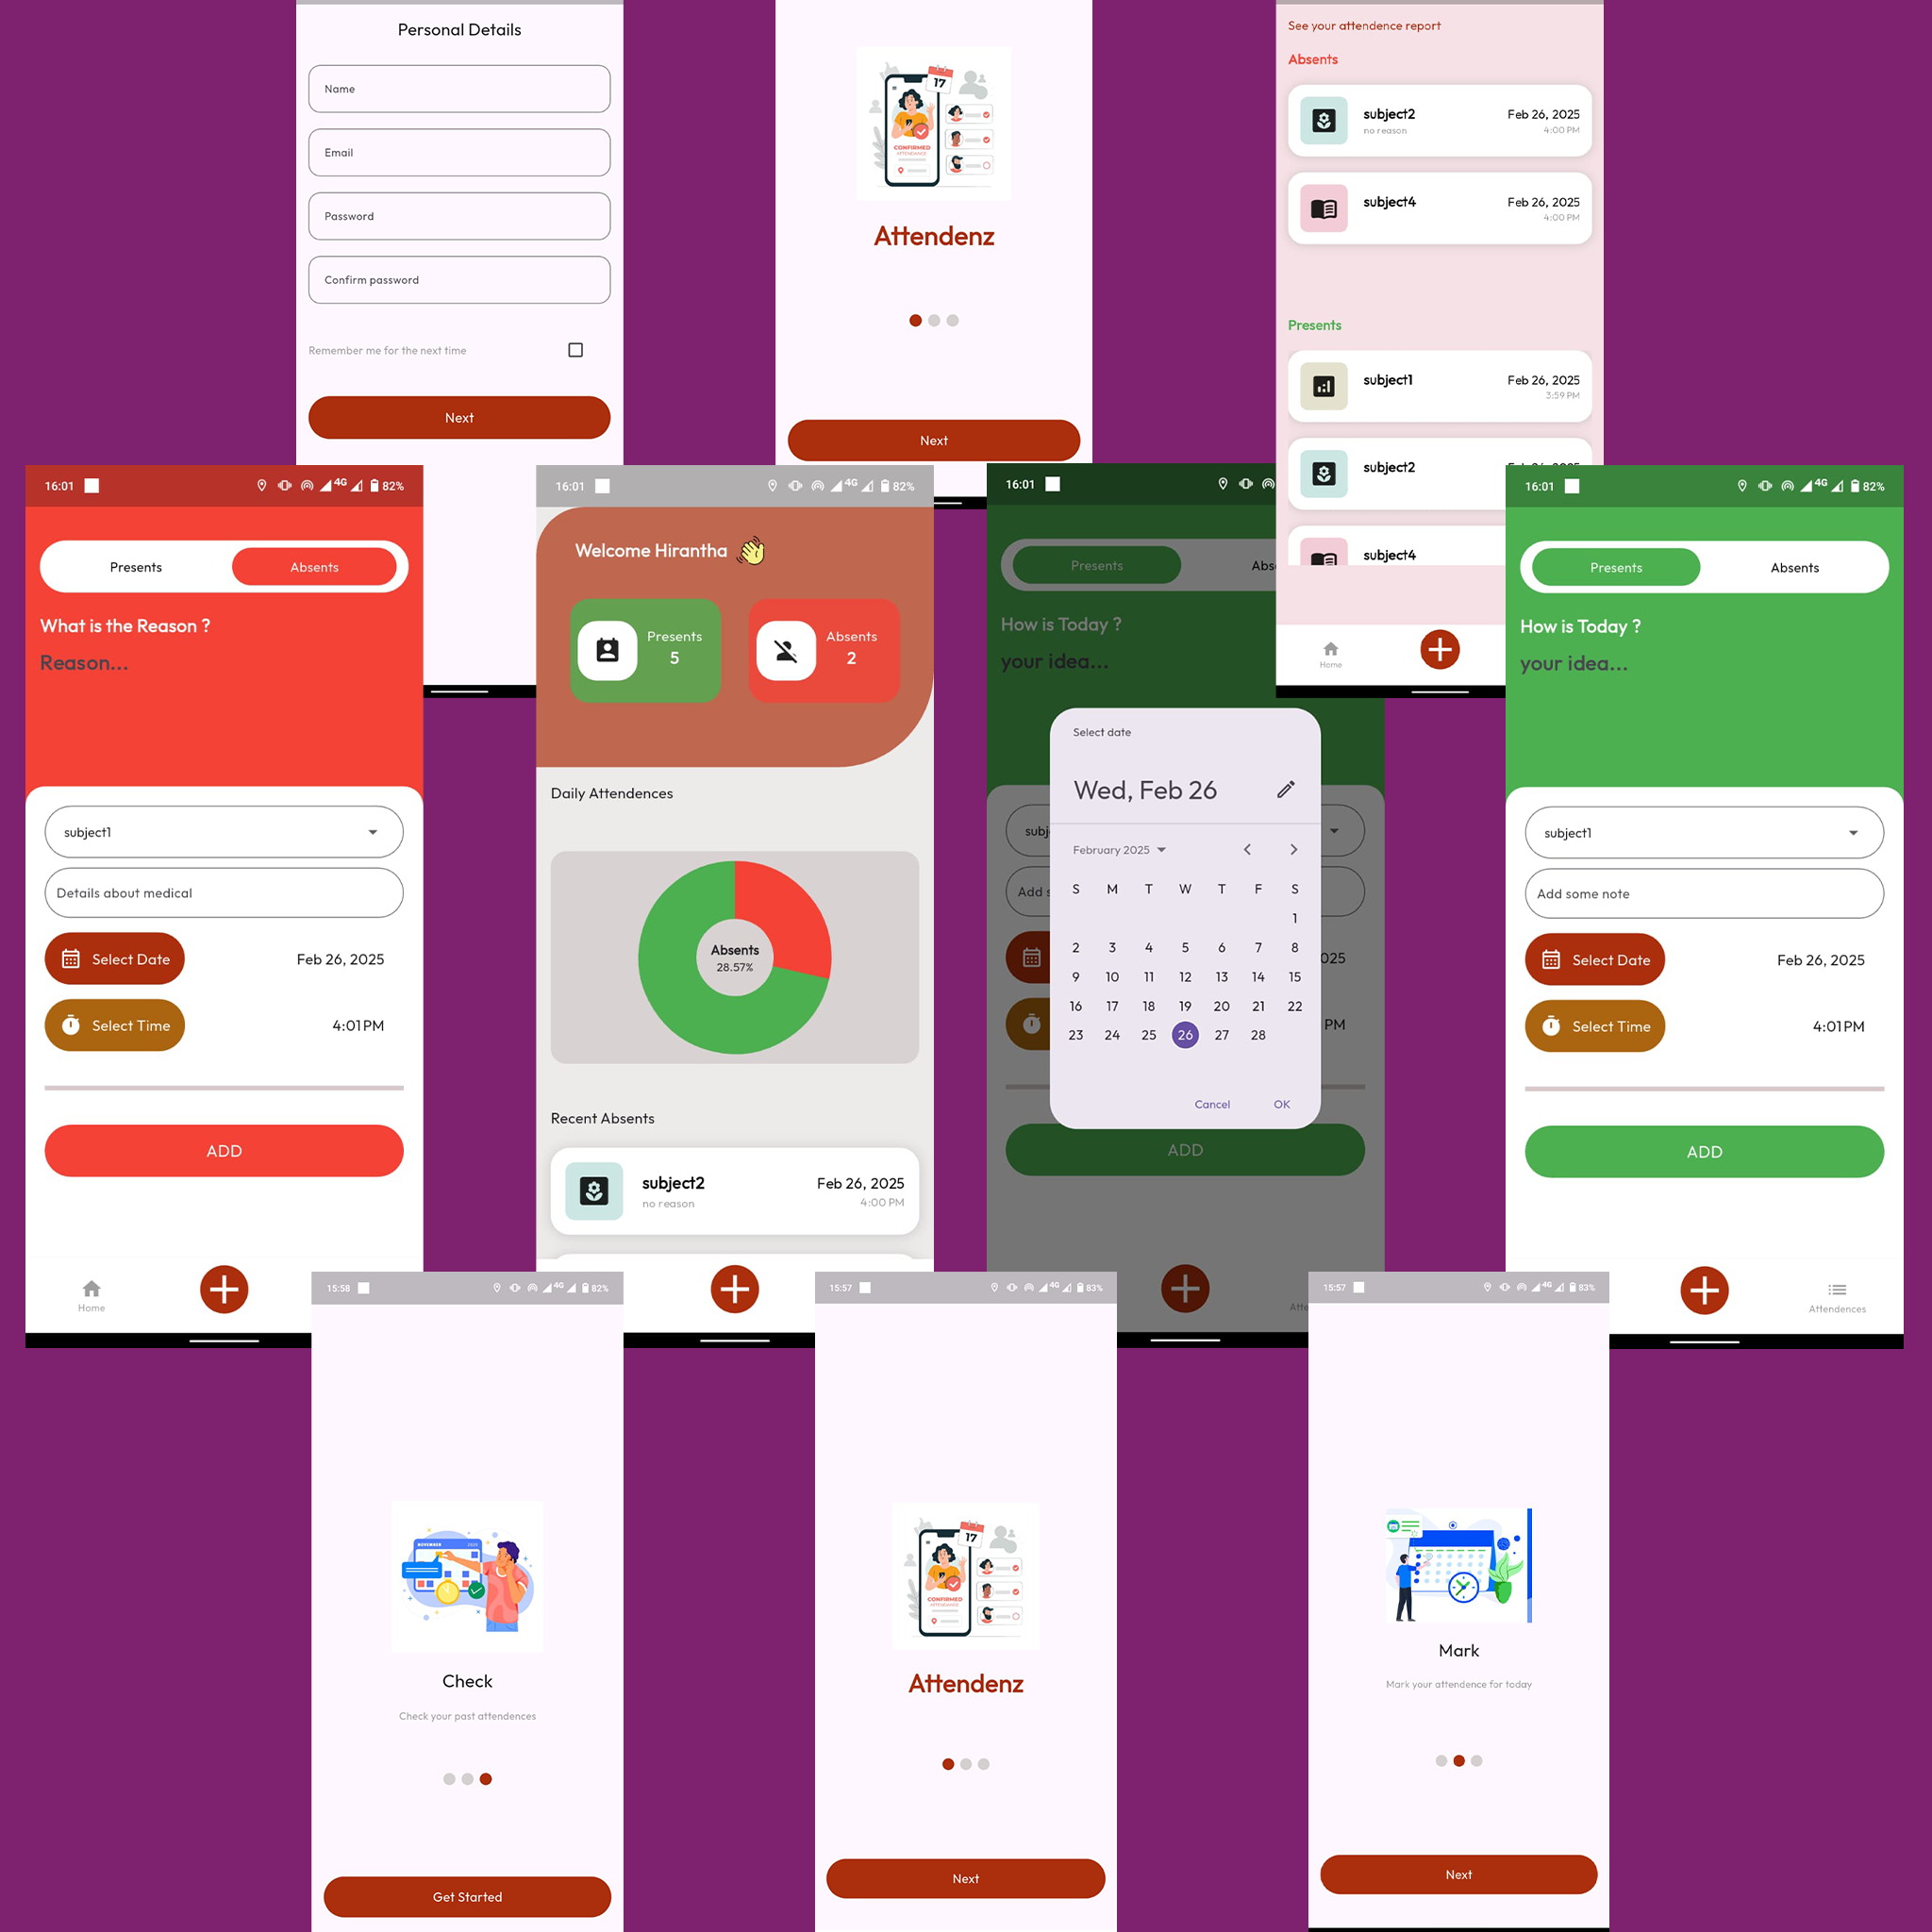 Personal Details
Name
Email
Password
Confirm password
Remember me for the next time
Next
17
CONFIRMED
ATTENDANCE
Attendenz
Next
See your attendence report
Absents
subject2
no reason
Feb 26, 2025
4:00 PM
subject4
Feb 26, 2025
4:00 PM
Presents
subject1
Feb 26, 2025
3:59 PM
subject2
subject4
Home
16:01
4G
82%
Presents
Absents
What is the Reason ?
Reason...
subject1
Details about medical
Select Date
Feb 26, 2025
Select Time
4:01 PM
ADD
Home
16:01
4G
82%
Welcome Hirantha
Presents
5
Absents
2
Daily Attendences
Absents
28.57%
Recent Absents
subject2
no reason
Feb 26, 2025
4:00 PM
16:01
Presents
Abs
How is Today ?
your idea...
subj
Add s
025
PM
Select date
Wed, Feb 26
February 2025
S M T W T F S
1
2 3 4 5 6 7 8
9 10 11 12 13 14 15
16 17 18 19 20 21 22
23 24 25 26 27 28
Cancel OK
ADD
Atte
16:01
4G
82%
Presents
Absents
How is Today ?
your idea...
subject1
Add some note
Select Date
Feb 26, 2025
Select Time
4:01 PM
ADD
Attendences
15:58
4G
82%
NOVEMBER
Check
Check your past attendences
Get Started
15:57
4G
83%
17
CONFIRMED
ATTENDANCE
Attendenz
Next
15:57
4G
83%
Mark
Mark your attendence for today
Next